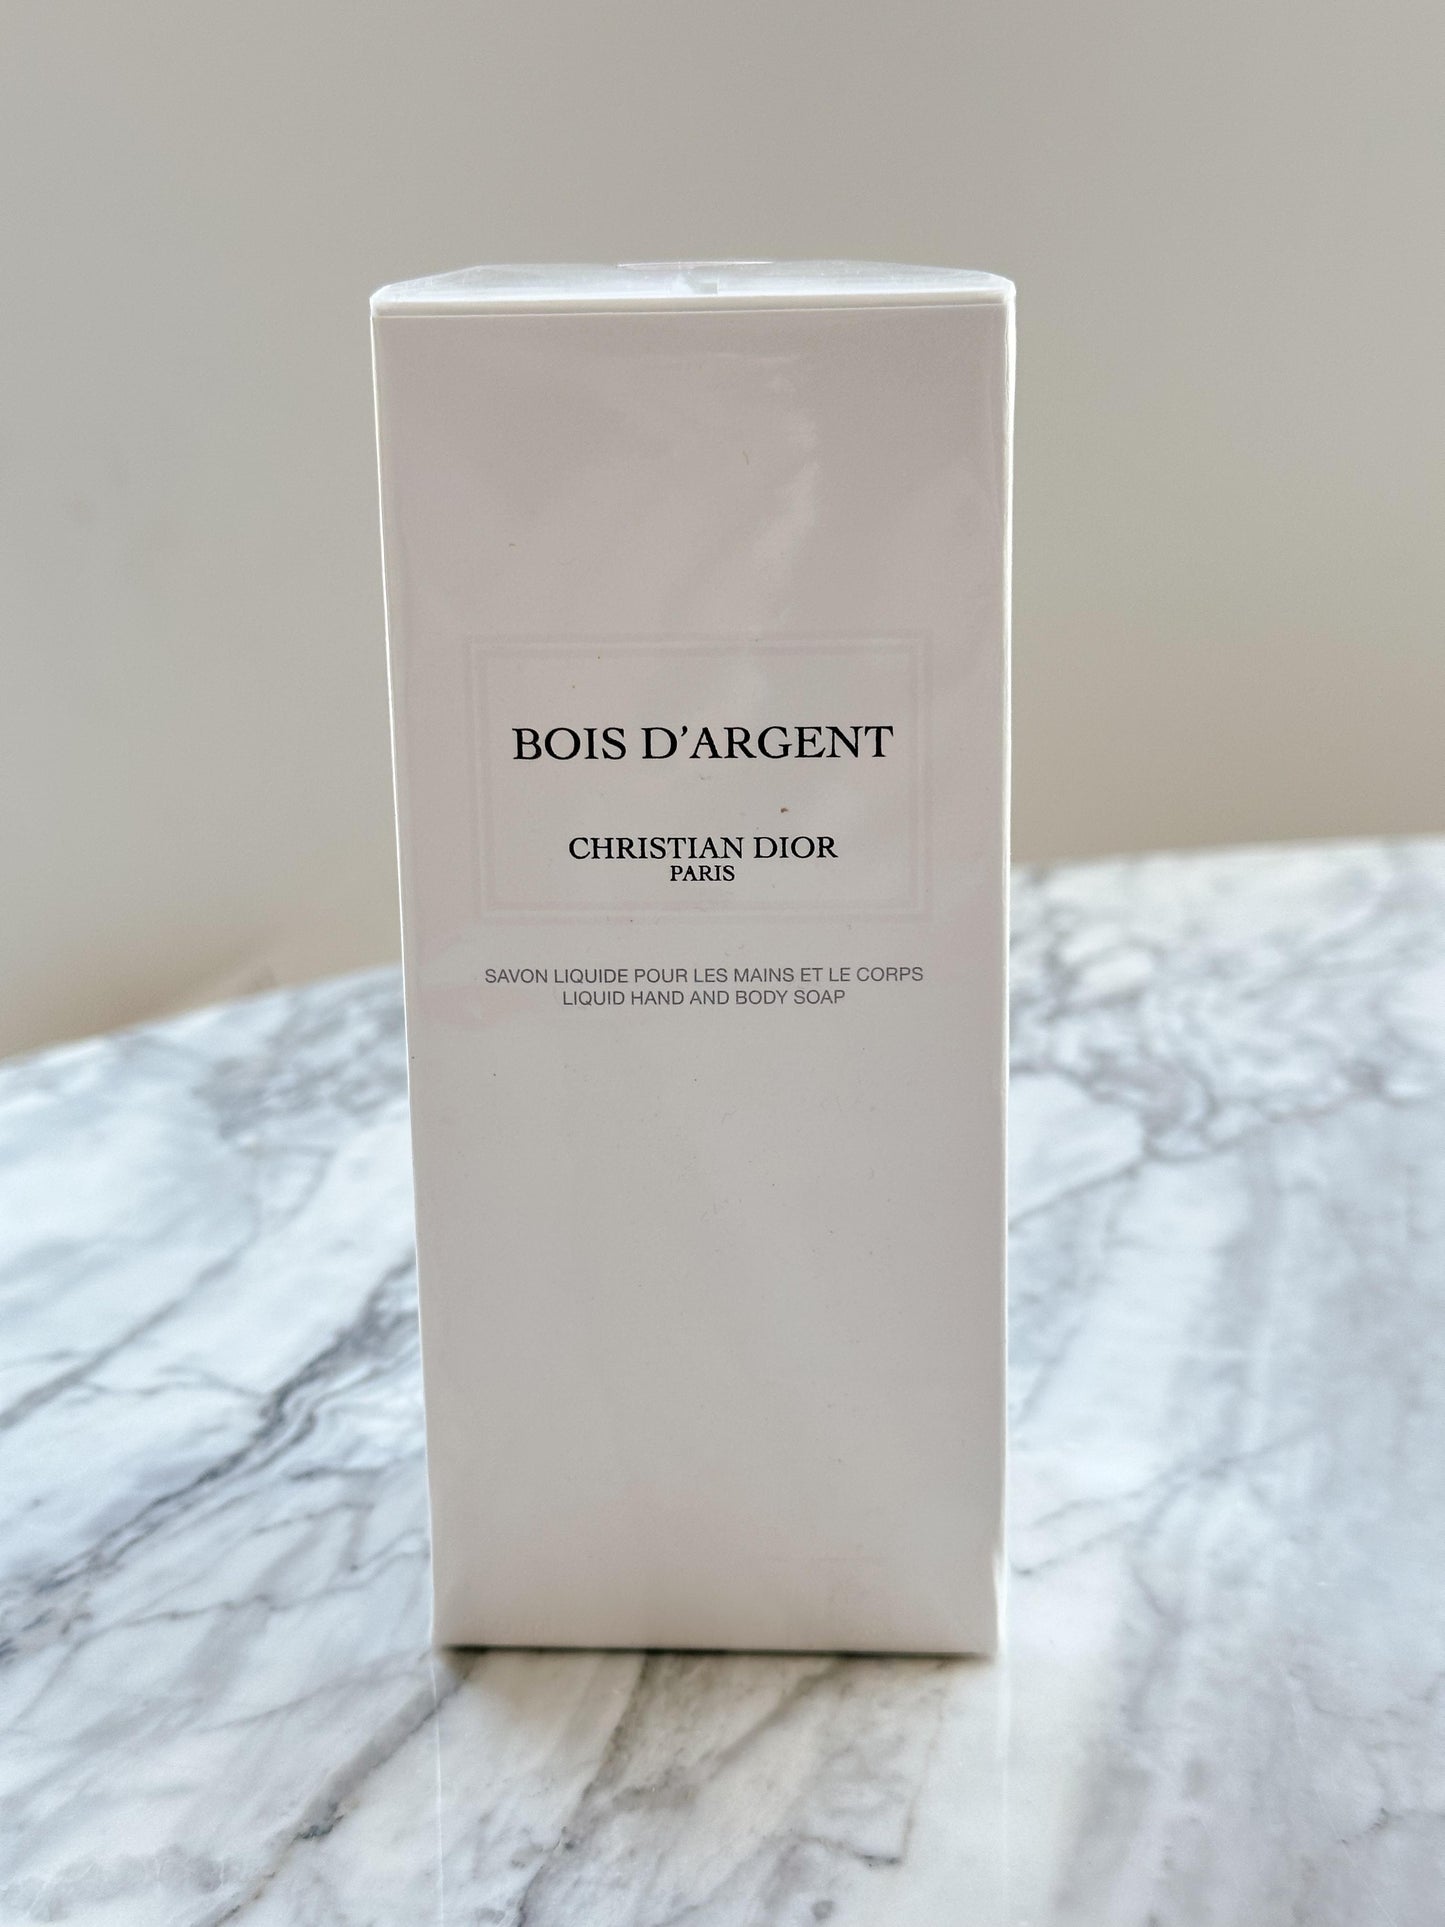 BOIS D'ARGENT
CHRISTIAN DIOR
PARIS
SAVON LIQUIDE POUR LES MAINS ET LE CORPS
LIQUID HAND AND BODY SOAP